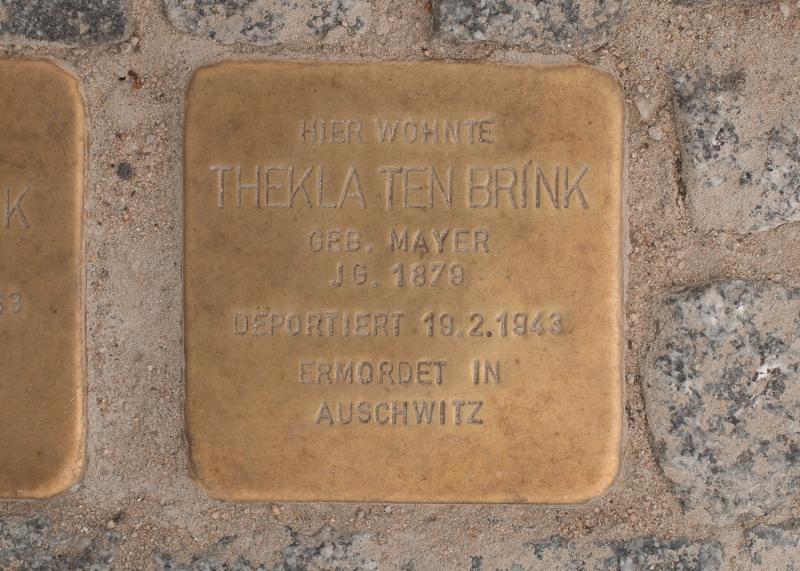 HIER WOHNTE
THEKLA TEN BRINK
GEB. MAYER
JG. 1879
DEPORTIERT 19.2.1943
ERMORDET IN
AUSCHWITZ
K